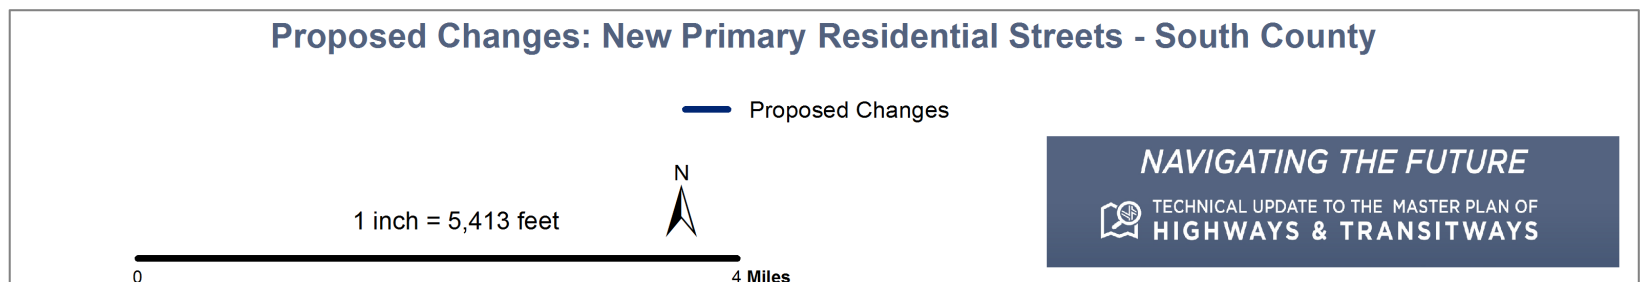 Proposed Changes: New Primary Residential Streets - South County
Proposed Changes
NAVIGATING THE FUTURE
N
TECHNICAL UPDATE TO THE MASTER PLAN OF
1 inch = 5,413 feet
HIGHWAYS & TRANSITWAYS
0 4 Miles